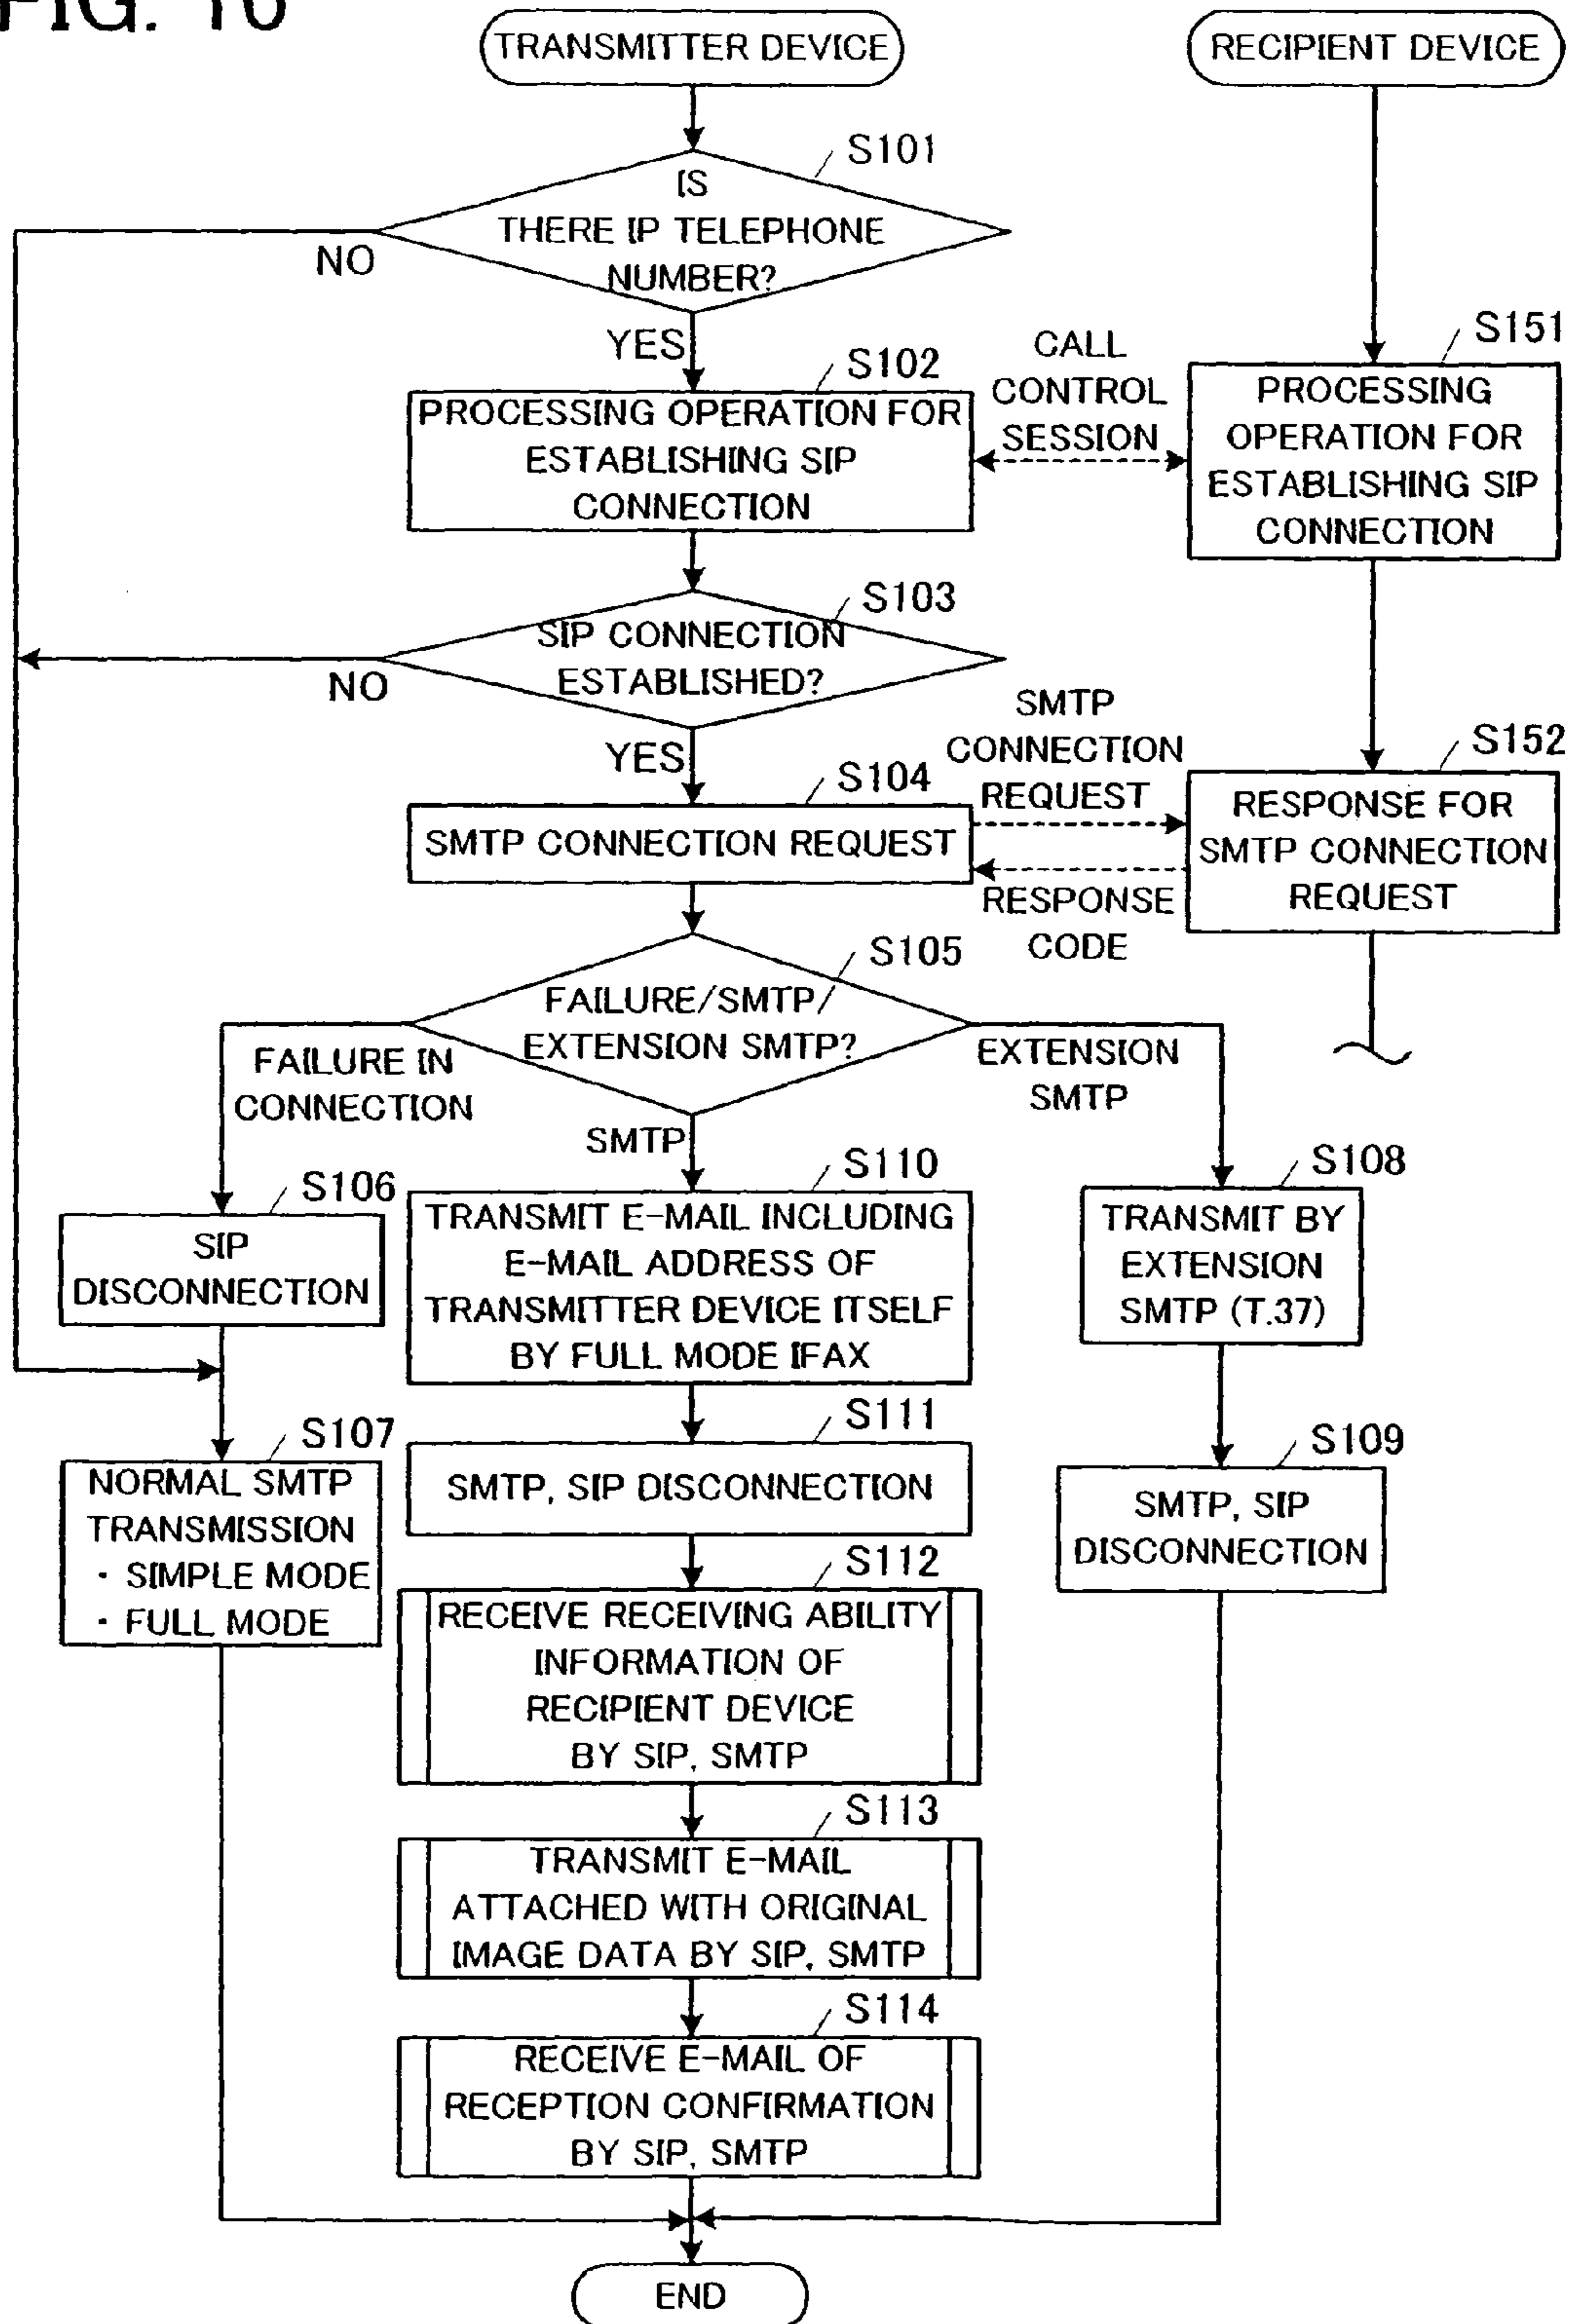 FIG. 10
TRANSMITTER DEVICE
RECIPIENT DEVICE
S101
IS
THERE IP TELEPHONE
NUMBER?
NO
YES
S102
PROCESSING OPERATION FOR
ESTABLISHING SIP
CONNECTION
CALL
CONTROL
SESSION
S151
PROCESSING
OPERATION FOR
ESTABLISHING SIP
CONNECTION
S103
SIP CONNECTION
ESTABLISHED?
NO
YES
S104
SMTP CONNECTION REQUEST
SMTP
CONNECTION
REQUEST
RESPONSE
CODE
S152
RESPONSE FOR
SMTP CONNECTION
REQUEST
S105
FAILURE/SMTP/
EXTENSION SMTP?
FAILURE IN
CONNECTION
SMTP
EXTENSION
SMTP
S106
SIP
DISCONNECTION
S110
TRANSMIT E-MAIL INCLUDING
E-MAIL ADDRESS OF
TRANSMITTER DEVICE ITSELF
BY FULL MODE IFAX
S108
TRANSMIT BY
EXTENSION
SMTP (T.37)
S107
NORMAL SMTP
TRANSMISSION
・ SIMPLE MODE
・ FULL MODE
S111
SMTP, SIP DISCONNECTION
S109
SMTP, SIP
DISCONNECTION
S112
RECEIVE RECEIVING ABILITY
INFORMATION OF
RECIPIENT DEVICE
BY SIP, SMTP
S113
TRANSMIT E-MAIL
ATTACHED WITH ORIGINAL
IMAGE DATA BY SIP, SMTP
S114
RECEIVE E-MAIL OF
RECEPTION CONFIRMATION
BY SIP, SMTP
END